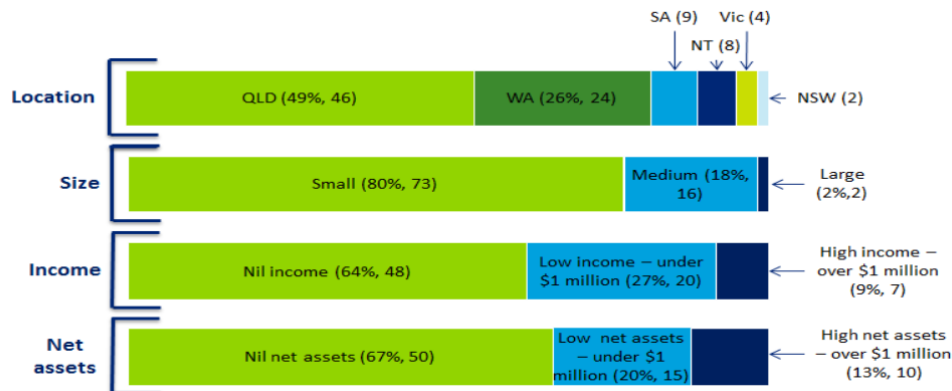 SA (9)
Vic (4)
NT (8)
Location
QLD (49%, 46)
WA (26%, 24)
NSW (2)
Size
Small (80%, 73)
Medium (18%,
16)
Large
(2%,2)
Income
Nil income (64%, 48)
Low income – under
$1 million (27%, 20)
High income –
over $1 million
(9%, 7)
Net
assets
Nil net assets (67%, 50)
Low net assets
– under $1
million (20%, 15)
High net assets
– over $1 million
(13%, 10)